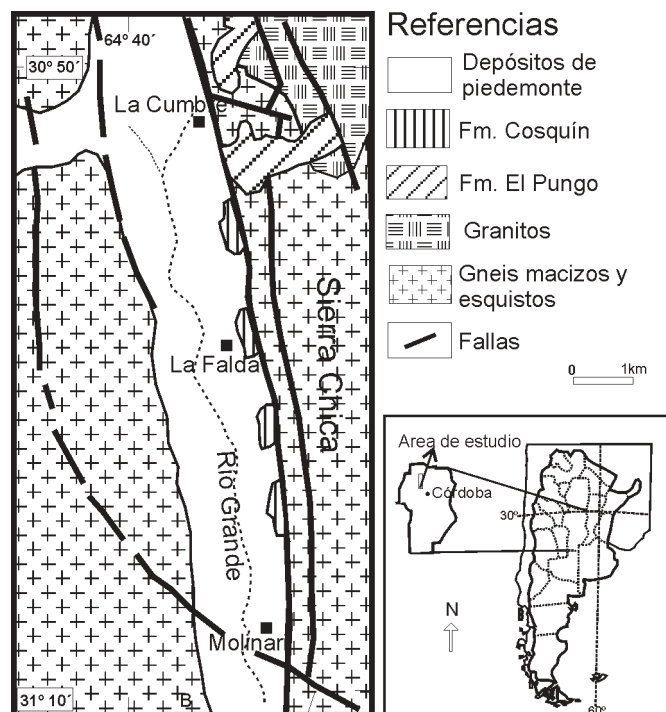 64° 40´
30° 50´
La Cumbre
Sierra Chica
La Falda
Río Grande
Molinari
31° 10´
B
Referencias
Depósitos de
piedemonte
Fm. Cosquín
Fm. El Pungo
Granitos
Gneis macizos y
esquistos
Fallas
0
1km
Area de estudio
Córdoba
30º
N
60º